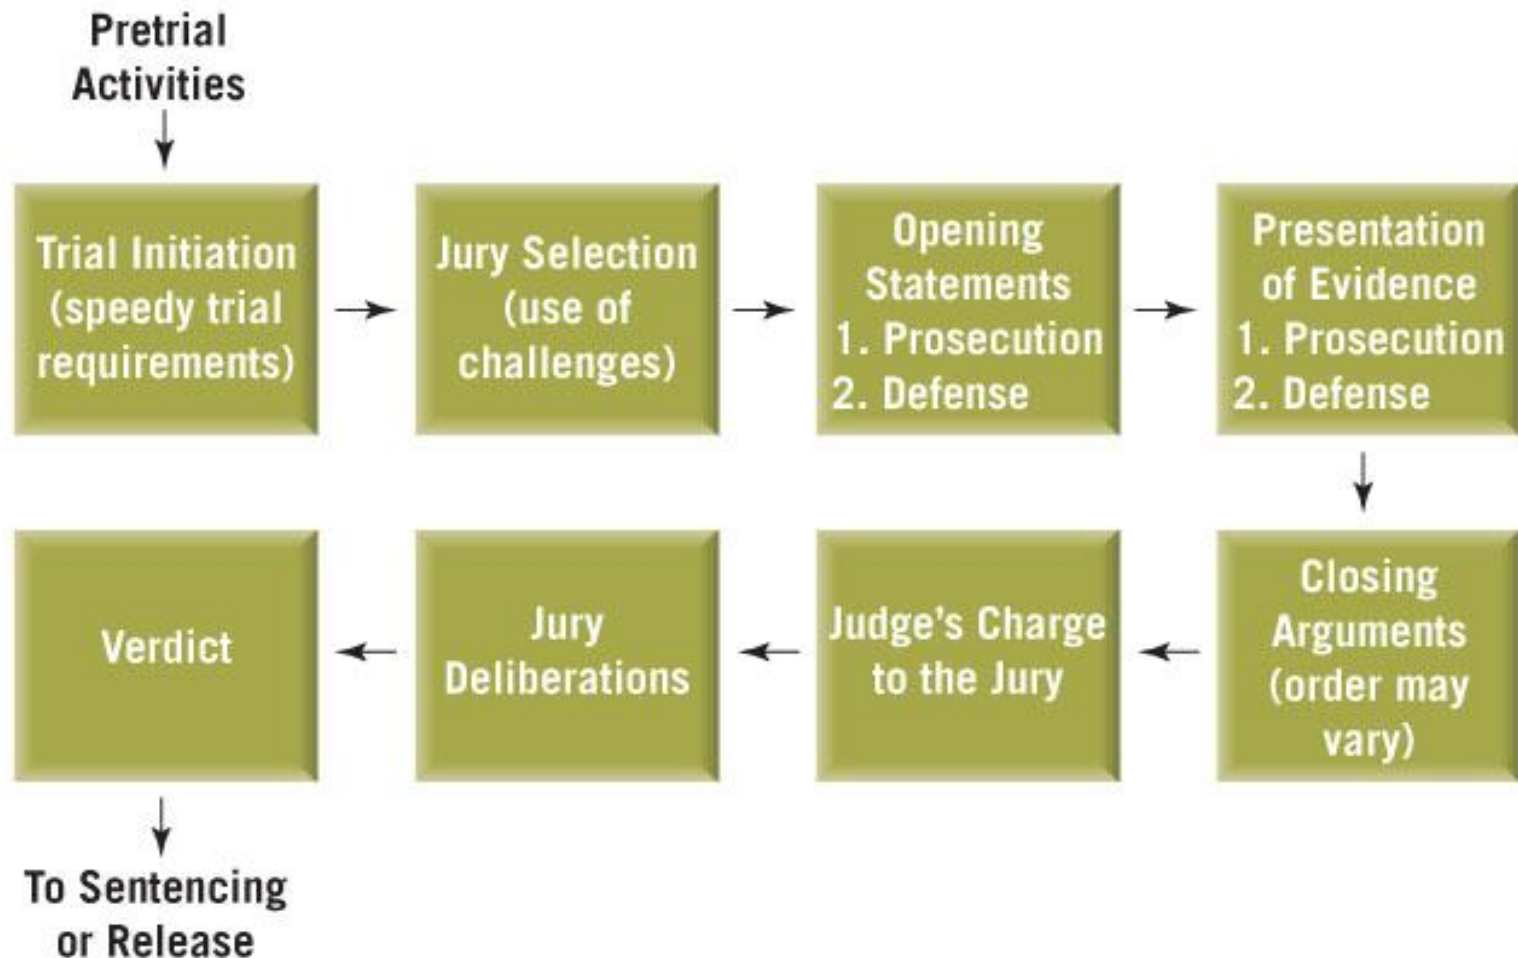 Pretrial
Activities
Trial Initiation
(speedy trial
requirements)
Jury Selection
(use of
challenges)
Opening
Statements
1. Prosecution
2. Defense
Presentation
of Evidence
1. Prosecution
2. Defense
Closing
Arguments
(order may
vary)
Judge's Charge
to the Jury
Jury
Deliberations
Verdict
To Sentencing
or Release